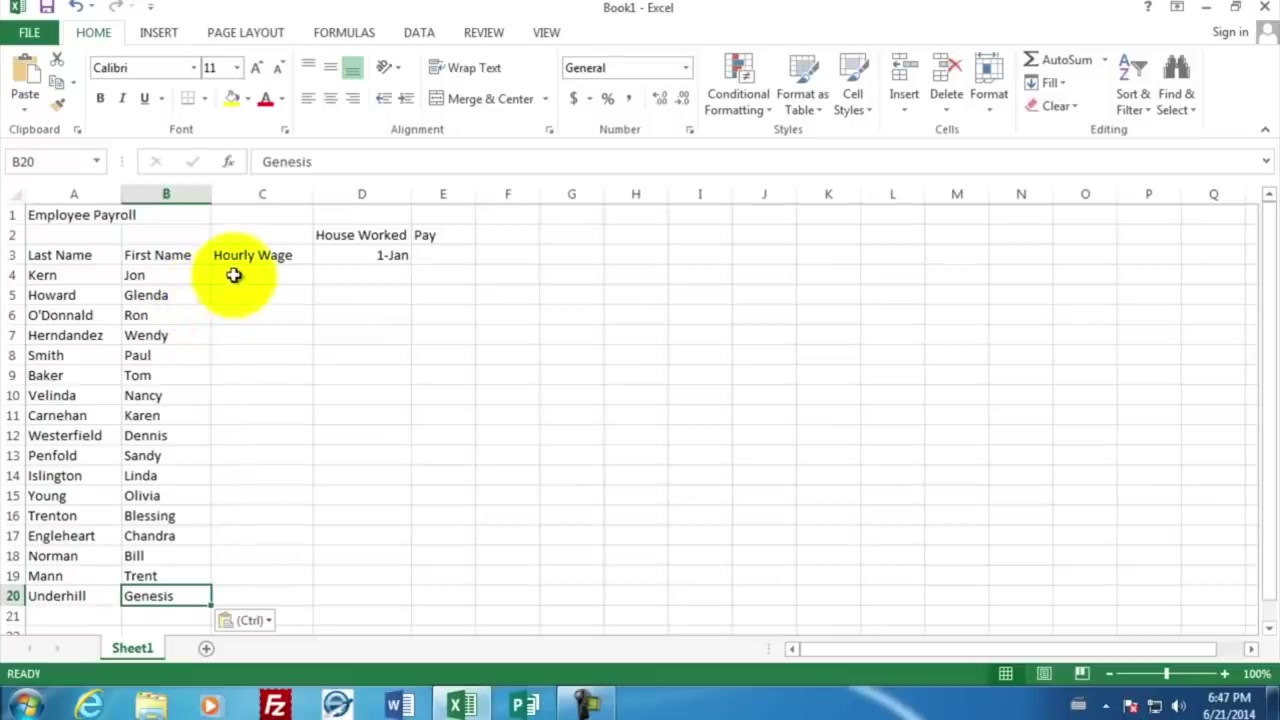 Book1 - Excel
FILE HOME INSERT PAGE LAYOUT FORMULAS DATA REVIEW VIEW Sign in
Paste Calibri 11 Wrap Text General Conditional Formatting Format as Table Cell Styles Insert Delete Format AutoSum Sort & Filter Find & Select
B I U Merge & Center $ % , Fill
Clear
Clipboard Font Alignment Number Styles Cells Editing
B20 fx Genesis
A B C D E F G H I J K L M N O P Q
1 Employee Payroll
2 House Worked Pay
3 Last Name First Name Hourly Wage 1-Jan
4 Kern Jon
5 Howard Glenda
6 O'Donnald Ron
7 Herndandez Wendy
8 Smith Paul
9 Baker Tom
10 Velinda Nancy
11 Carnehan Karen
12 Westerfield Dennis
13 Penfold Sandy
14 Islington Linda
15 Young Olivia
16 Trenton Blessing
17 Engleheart Chandra
18 Norman Bill
19 Mann Trent
20 Underhill Genesis
21 (Ctrl)
Sheet1
READY 100%
6:47 PM
6/21/2014